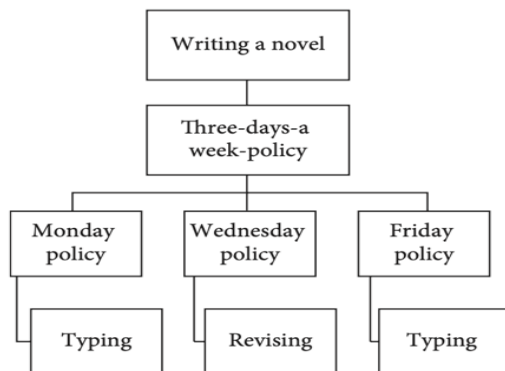 Writing a novel
Three-days-a
week-policy
Monday
policy
Wednesday
policy
Friday
policy
Typing
Revising
Typing